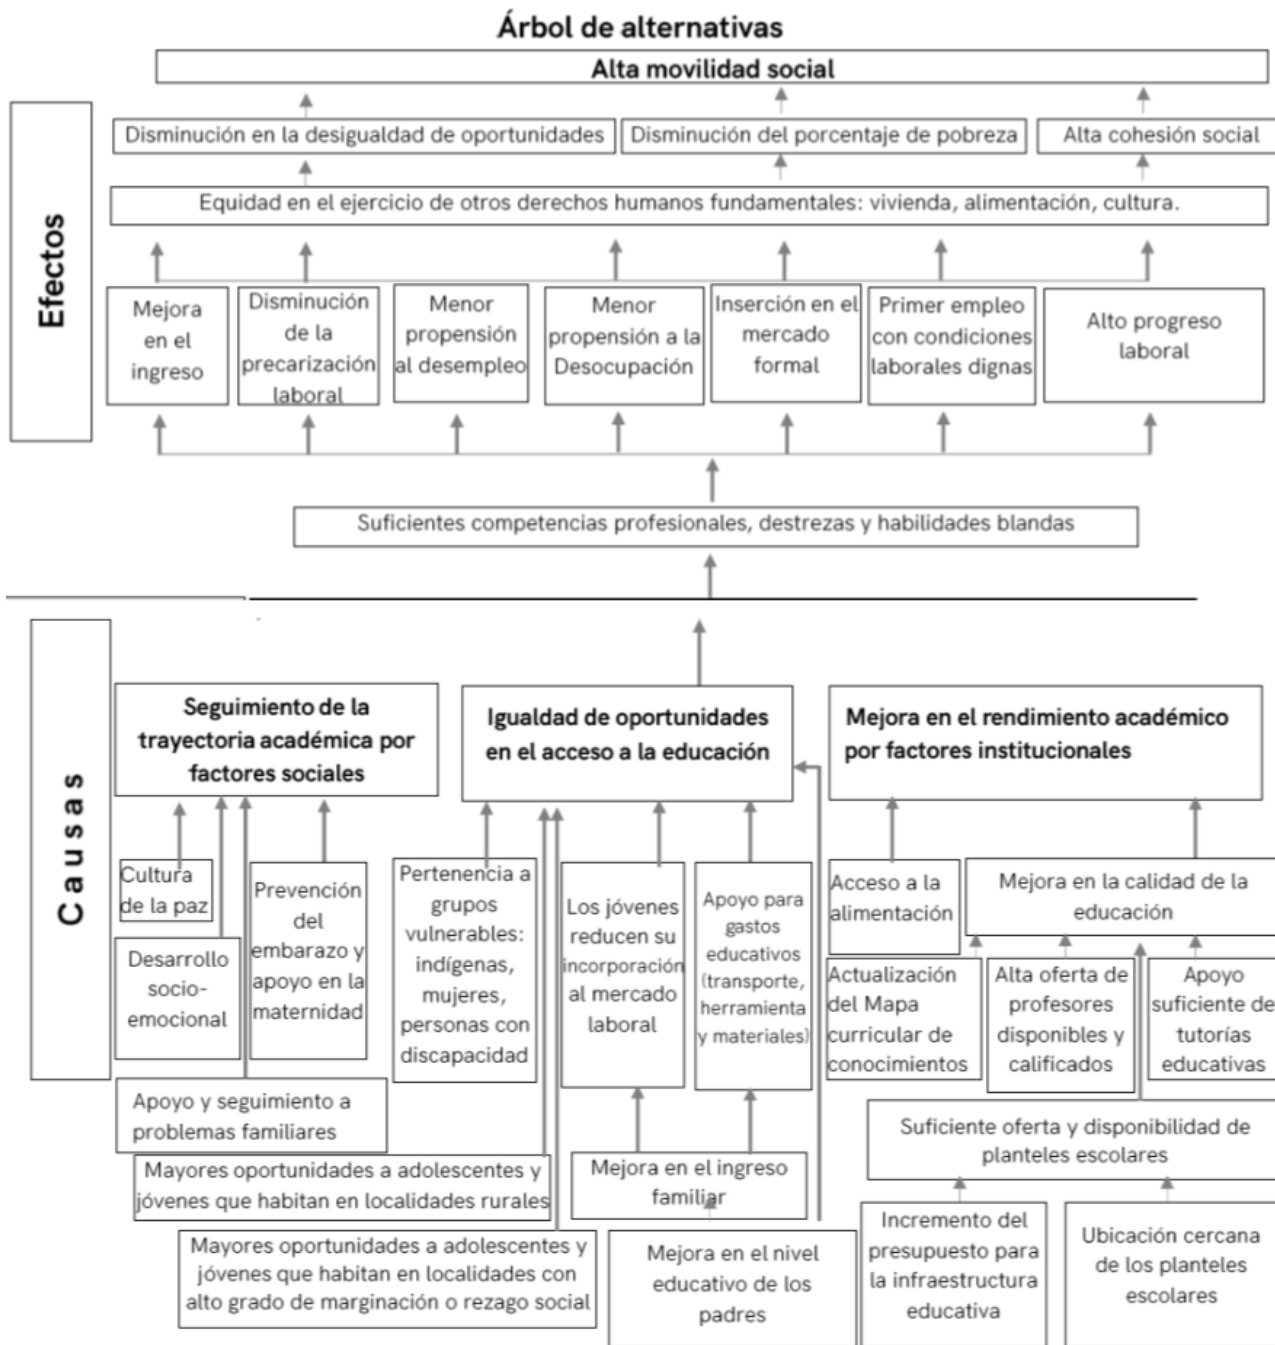 Árbol de alternativas
Alta movilidad social
Efectos
Disminución en la desigualdad de oportunidades
Disminución del porcentaje de pobreza
Alta cohesión social
Equidad en el ejercicio de otros derechos humanos fundamentales: vivienda, alimentación, cultura.
Mejora
en el
ingreso
Disminución
de la
precarización
laboral
Menor
propensión
al desempleo
Menor
propensión a la
Desocupación
Inserción en el
mercado
formal
Primer empleo
con condiciones
laborales dignas
Alto progreso
laboral
Suficientes competencias profesionales, destrezas y habilidades blandas
Causas
Seguimiento de la
trayectoria académica por
factores sociales
Igualdad de oportunidades
en el acceso a la educación
Mejora en el rendimiento académico
por factores institucionales
Cultura
de la paz
Desarrollo
socio-
emocional
Prevención
del
embarazo y
apoyo en la
maternidad
Apoyo y seguimiento a
problemas familiares
Pertenencia a
grupos
vulnerables:
indígenas,
mujeres,
personas con
discapacidad
Los jóvenes
reducen su
incorporación
al mercado
laboral
Apoyo para
gastos
educativos
(transporte,
herramienta
y materiales)
Mayores oportunidades a adolescentes y
jóvenes que habitan en localidades rurales
Mayores oportunidades a adolescentes y
jóvenes que habitan en localidades con
alto grado de marginación o rezago social
Mejora en el ingreso
familiar
Mejora en el nivel
educativo de los
padres
Acceso a la
alimentación
Mejora en la calidad de la
educación
Actualización
del Mapa
curricular de
conocimientos
Alta oferta de
profesores
disponibles y
calificados
Apoyo
suficiente de
tutorías
educativas
Suficiente oferta y disponibilidad de
planteles escolares
Incremento del
presupuesto para
la infraestructura
educativa
Ubicación cercana
de los planteles
escolares